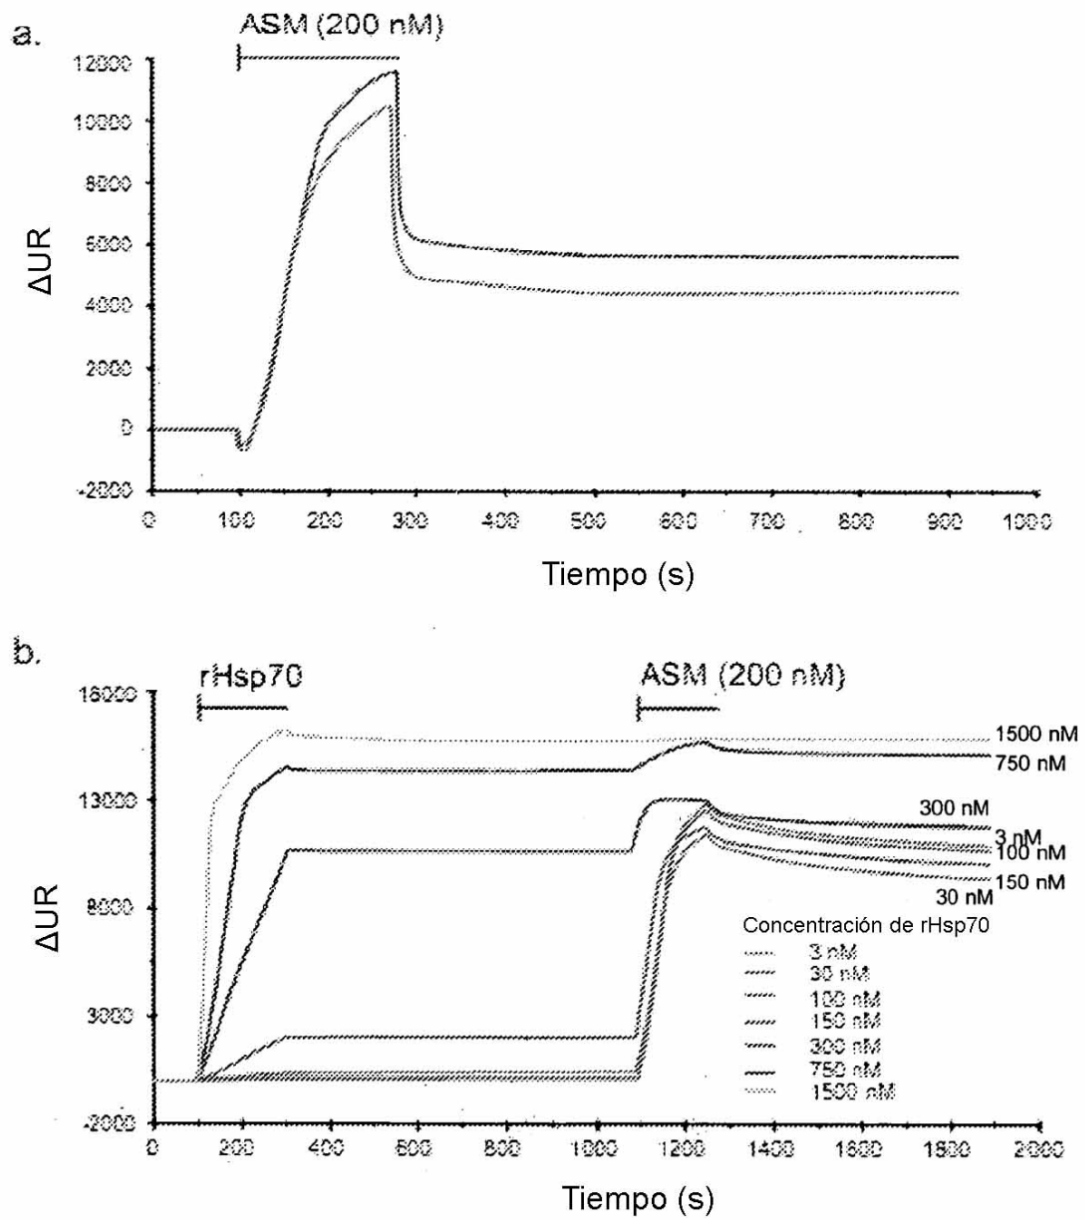 a.
ASM (200 nM)
12000
10000
8000
6000
4000
2000
0
-2000
ΔUR
0 100 200 300 400 500 600 700 800 900 1000
Tiempo (s)
b.
rHsp70
ASM (200 nM)
18000
13000
8000
3000
-2000
ΔUR
1500 nM
750 nM
300 nM
3 nM
100 nM
150 nM
30 nM
Concentración de rHsp70
3 nM
30 nM
100 nM
150 nM
300 nM
750 nM
1500 nM
0 200 400 600 800 1000 1200 1400 1600 1800 2000
Tiempo (s)